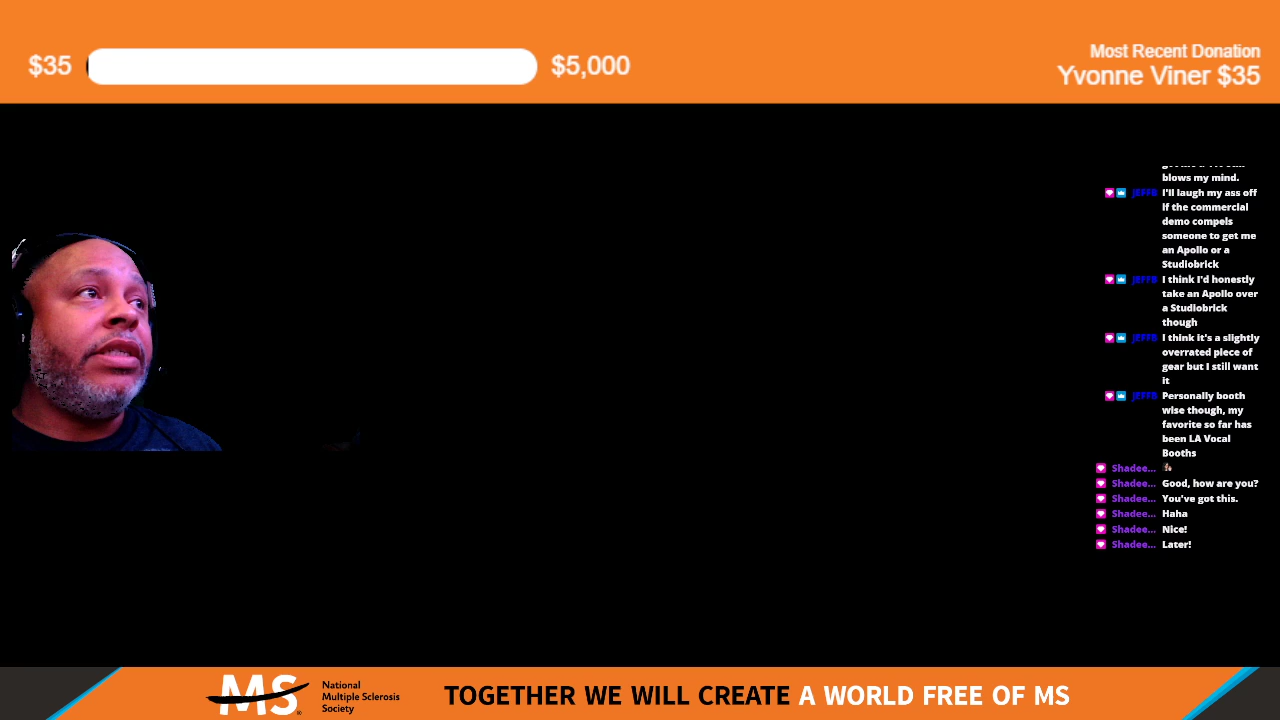 $35
$5,000
Most Recent Donation
Yvonne Viner $35
blows my mind.
JEFFB I'll laugh my ass off
if the commercial
demo compels
someone to get me
an Apollo or a
Studiobrick
JEFFB I think I'd honestly
take an Apollo over
a Studiobrick
though
JEFFB I think it's a slightly
overrated piece of
gear but I still want
it
JEFFB Personally booth
wise though, my
favorite so far has
been LA Vocal
Booths
Shadee...
Shadee... Good, how are you?
Shadee... You've got this.
Shadee... Haha
Shadee... Nice!
Shadee... Later!
MS
National
Multiple Sclerosis
Society
TOGETHER WE WILL CREATE A WORLD FREE OF MS